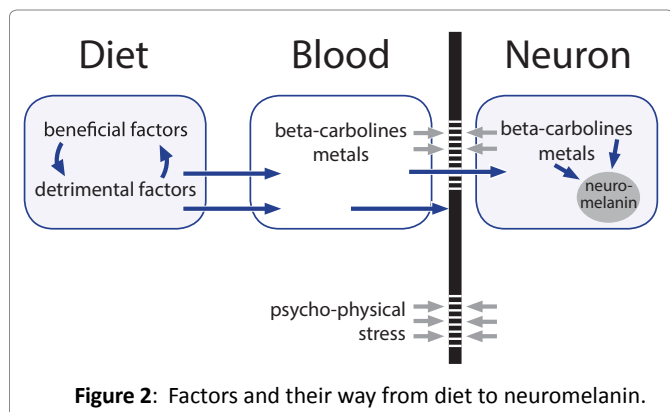 Diet
Blood
Neuron
beneficial factors
detrimental factors
beta-carbolines
metals
beta-carbolines
metals
neuro-
melanin
psycho-physical
stress
Figure 2: Factors and their way from diet to neuromelanin.